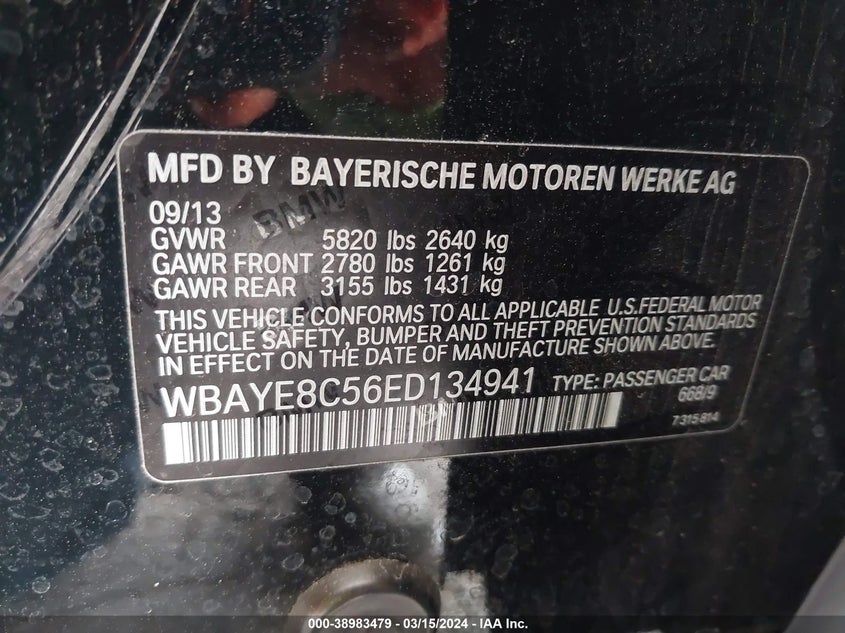 MFD BY BAYERISCHE MOTOREN WERKE AG
09/13
GVWR 5820 lbs 2640 kg
GAWR FRONT 2780 lbs 1261 kg
GAWR REAR 3155 lbs 1431 kg
THIS VEHICLE CONFORMS TO ALL APPLICABLE U.S. FEDERAL MOTOR
VEHICLE SAFETY, BUMPER AND THEFT PREVENTION STANDARDS
IN EFFECT ON THE DATE OF MANUFACTURE SHOWN ABOVE.
WBAYE8C56ED134941 TYPE: PASSENGER CAR
668/9
7 315 814
BMW
000-38983479 - 03/15/2024 - IAA Inc.